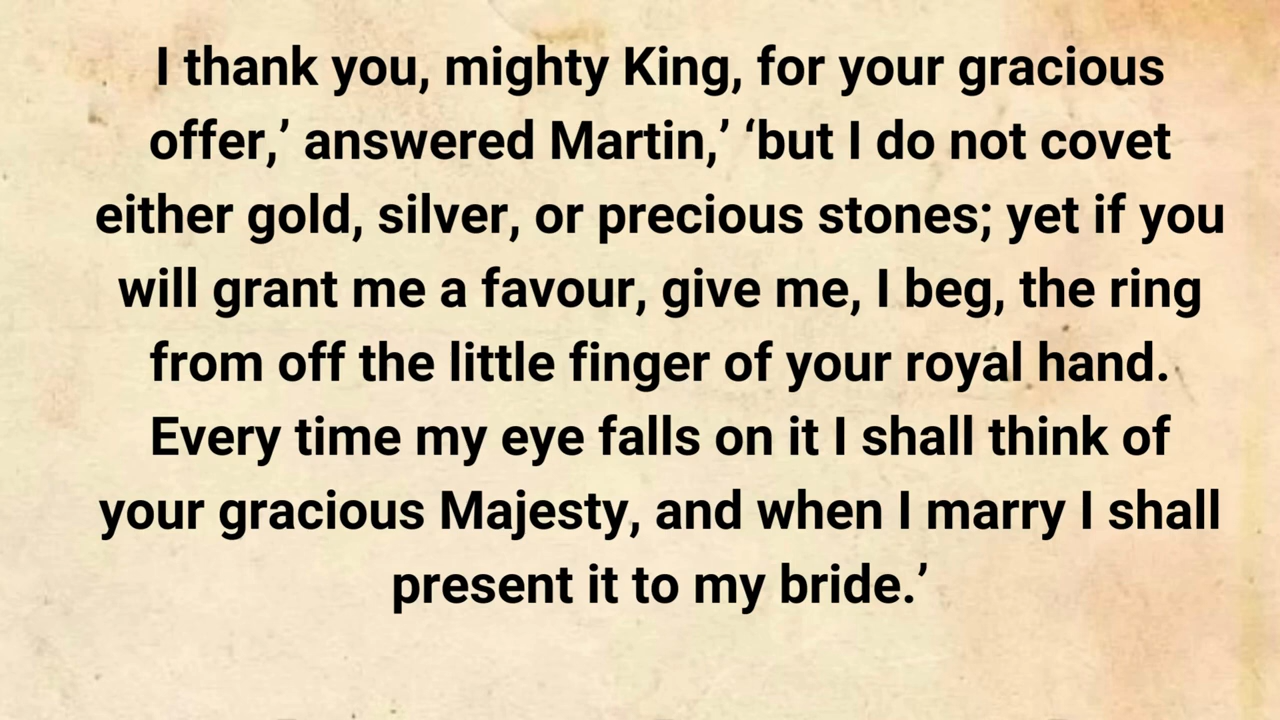 I thank you, mighty King, for your gracious
offer,’ answered Martin,’ ‘but I do not covet
either gold, silver, or precious stones; yet if you
will grant me a favour, give me, I beg, the ring
from off the little finger of your royal hand.
Every time my eye falls on it I shall think of
your gracious Majesty, and when I marry I shall
present it to my bride.’